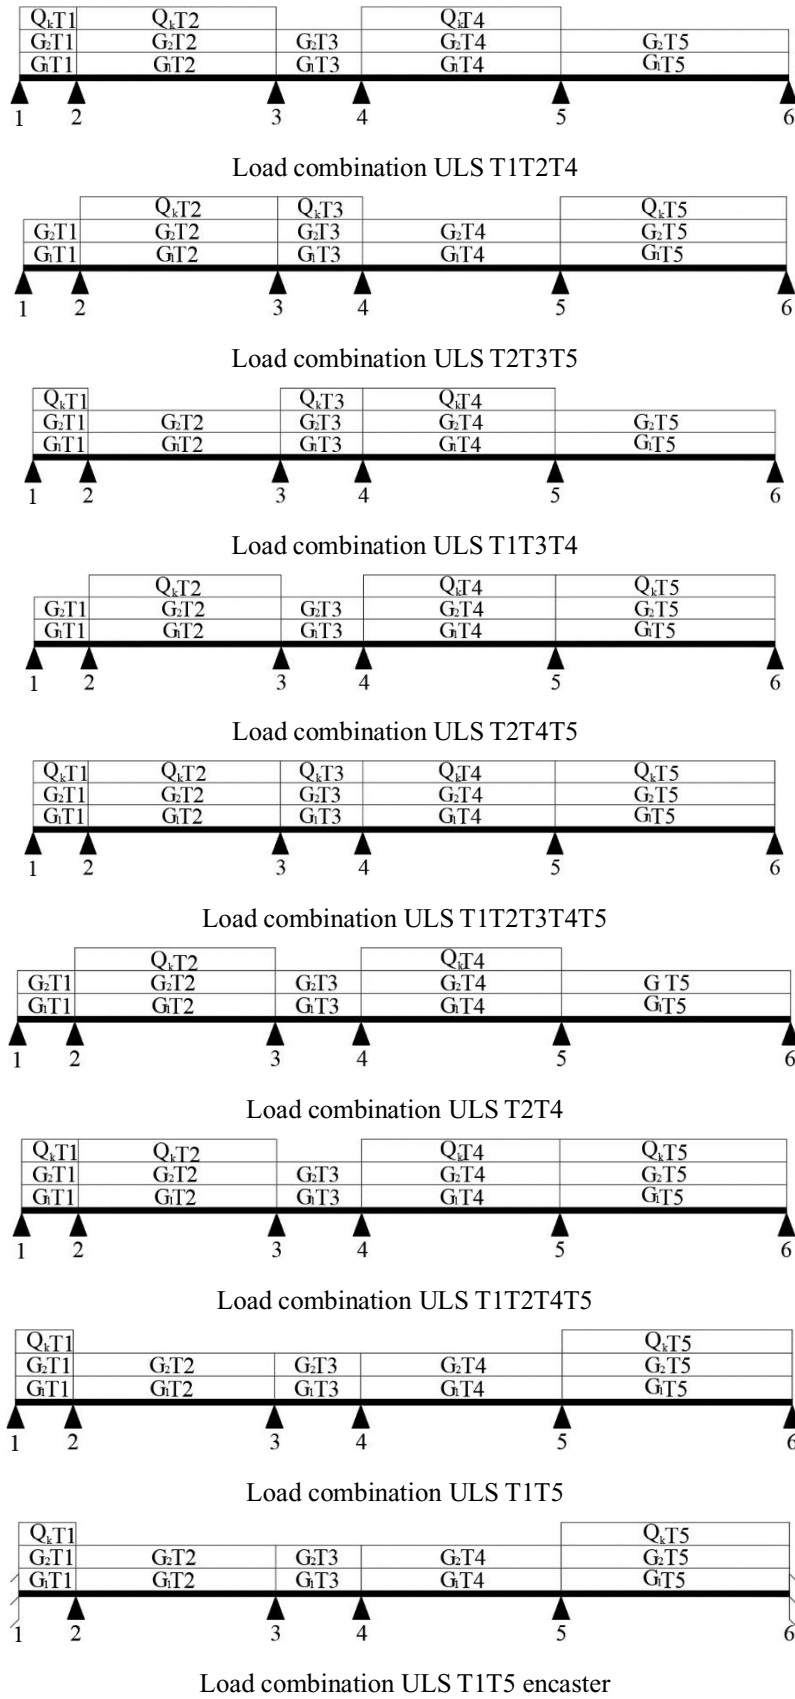 QₖT1 QₖT2 QₖT4
G₂T1 G₂T2 G₂T3 G₂T4 G₂T5
G₁T1 G₁T2 G₁T3 G₁T4 G₁T5
1 2 3 4 5 6
Load combination ULS T1T2T4
QₖT2 QₖT3 QₖT5
G₂T1 G₂T2 G₂T3 G₂T4 G₂T5
G₁T1 G₁T2 G₁T3 G₁T4 G₁T5
1 2 3 4 5 6
Load combination ULS T2T3T5
QₖT1 QₖT3 QₖT4
G₂T1 G₂T2 G₂T3 G₂T4 G₂T5
G₁T1 G₁T2 G₁T3 G₁T4 G₁T5
1 2 3 4 5 6
Load combination ULS T1T3T4
QₖT2 QₖT4 QₖT5
G₂T1 G₂T2 G₂T3 G₂T4 G₂T5
G₁T1 G₁T2 G₁T3 G₁T4 G₁T5
1 2 3 4 5 6
Load combination ULS T2T4T5
QₖT1 QₖT2 QₖT3 QₖT4 QₖT5
G₂T1 G₂T2 G₂T3 G₂T4 G₂T5
G₁T1 G₁T2 G₁T3 G₁T4 G₁T5
1 2 3 4 5 6
Load combination ULS T1T2T3T4T5
QₖT2 QₖT4
G₂T1 G₂T2 G₂T3 G₂T4 G T5
G₁T1 G₁T2 G₁T3 G₁T4 G₁T5
1 2 3 4 5 6
Load combination ULS T2T4
QₖT1 QₖT2 QₖT4 QₖT5
G₂T1 G₂T2 G₂T3 G₂T4 G₂T5
G₁T1 G₁T2 G₁T3 G₁T4 G₁T5
1 2 3 4 5 6
Load combination ULS T1T2T4T5
QₖT1 QₖT5
G₂T1 G₂T2 G₂T3 G₂T4 G₂T5
G₁T1 G₁T2 G₁T3 G₁T4 G₁T5
1 2 3 4 5 6
Load combination ULS T1T5
QₖT1 QₖT5
G₂T1 G₂T2 G₂T3 G₂T4 G₂T5
G₁T1 G₁T2 G₁T3 G₁T4 G₁T5
1 2 3 4 5 6
Load combination ULS T1T5 encaster